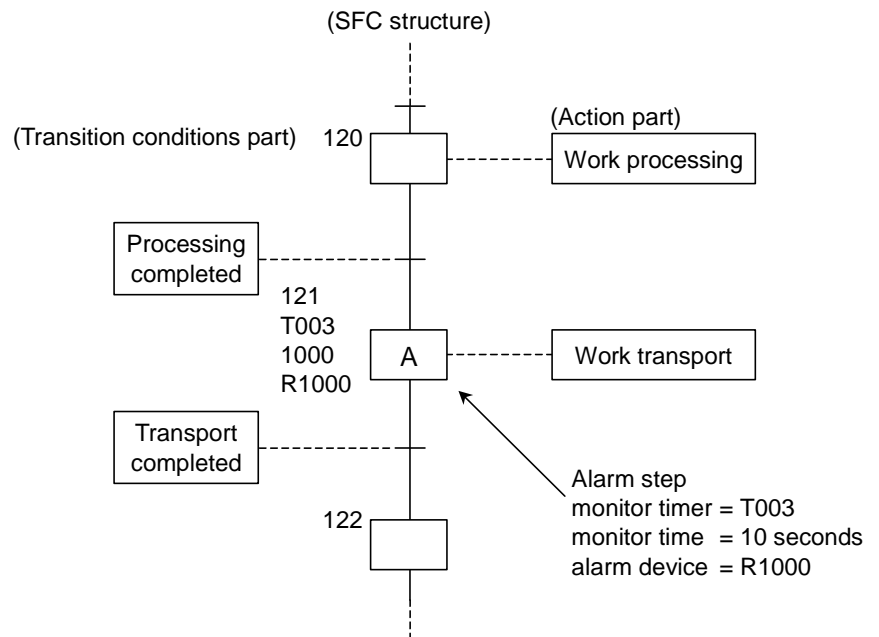 (SFC structure)
(Transition conditions part)
120
(Action part)
Work processing
Processing
completed
121
T003
1000
R1000
A
Work transport
Transport
completed
122
Alarm step
monitor timer = T003
monitor time = 10 seconds
alarm device = R1000